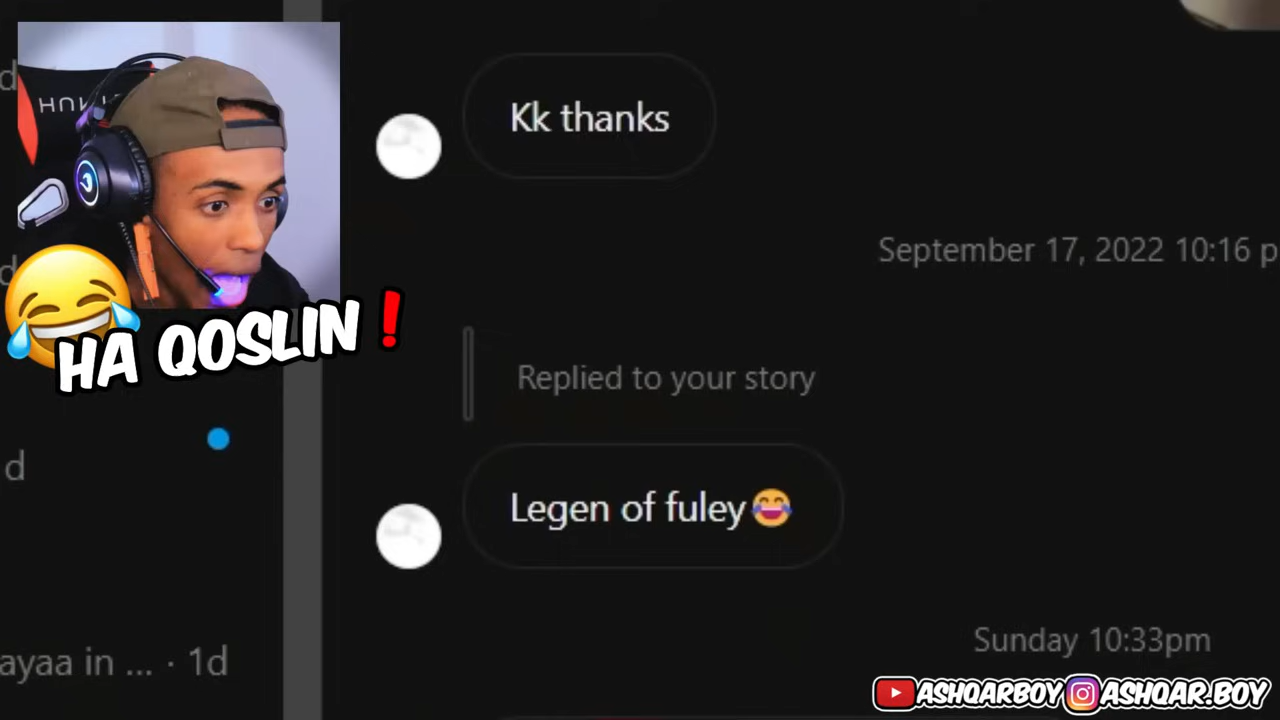 d
HUN
Kk thanks
September 17, 2022 10:16 p
d
HA QOSLIN❗
Replied to your story
d
Legen of fuley😂
Sunday 10:33pm
ayaa in ... · 1d
ASHQARBOY ASHQAR.BOY